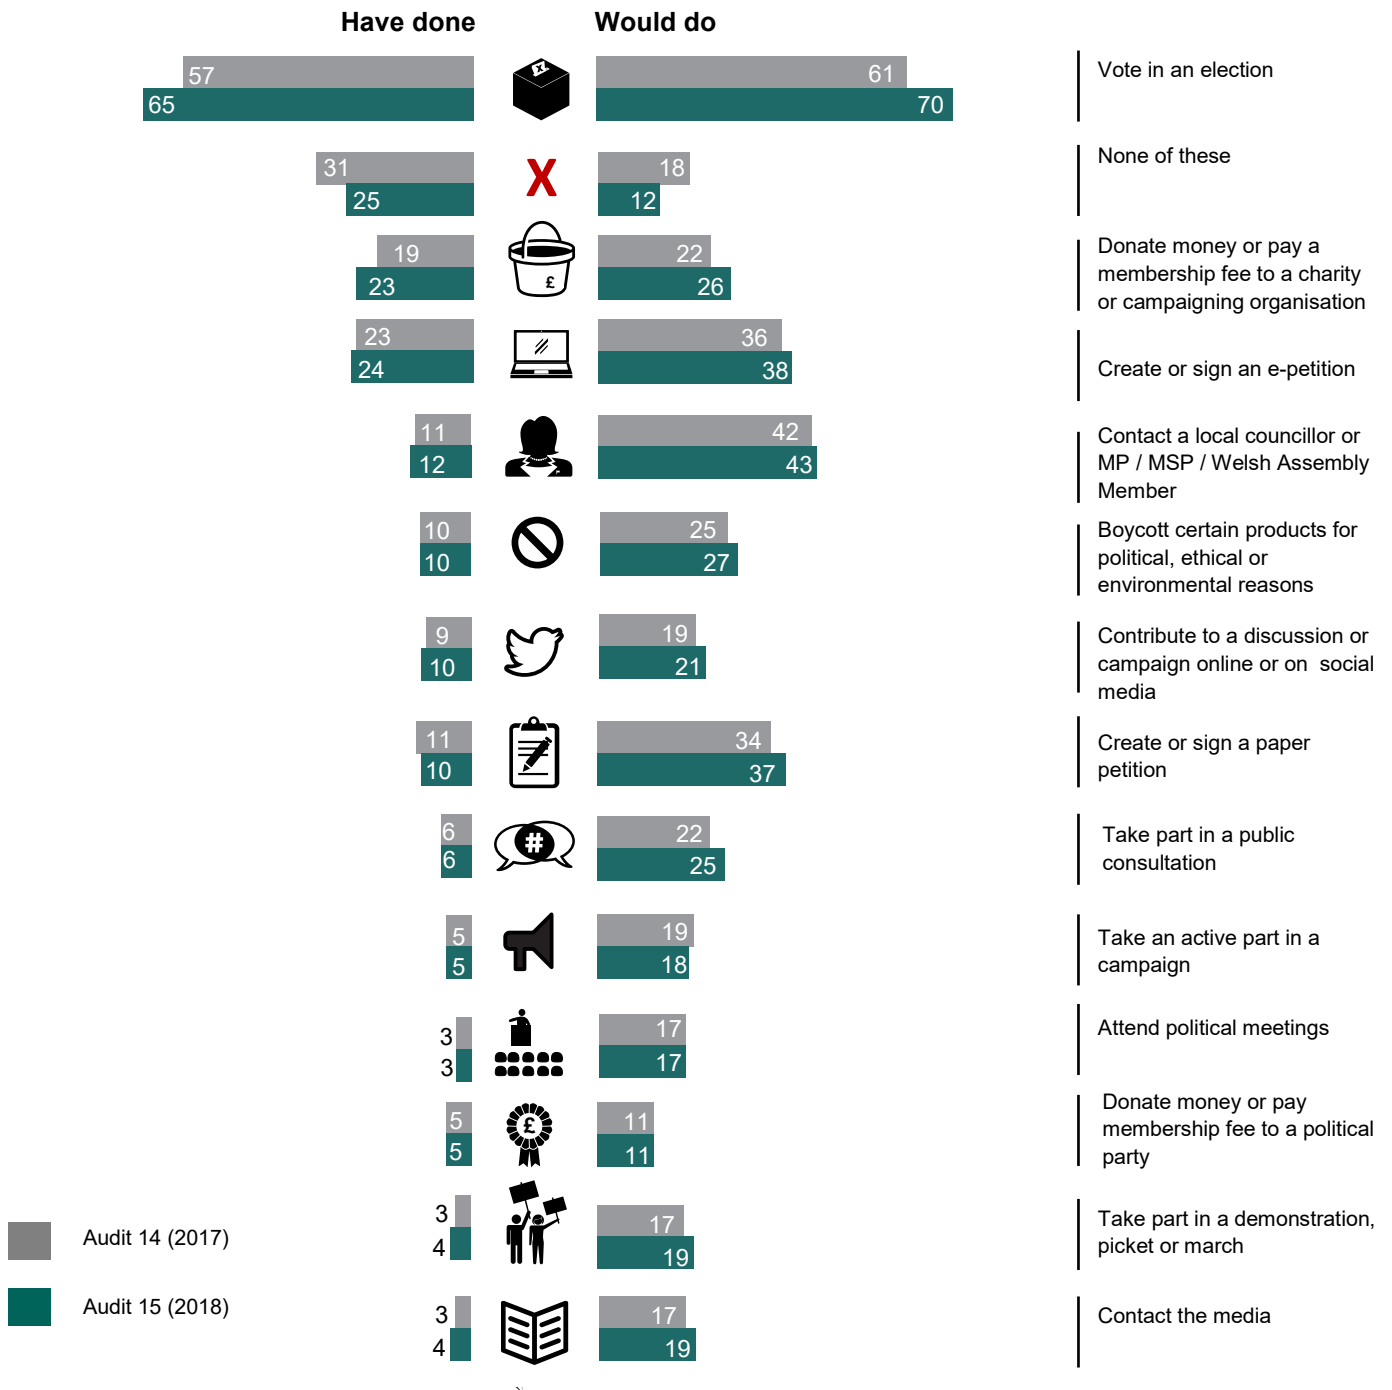 Have done Would do
57 61 Vote in an election
65 70
31 18 None of these
X
25 12
19 22 Donate money or pay a
membership fee to a charity
£
23 26 or campaigning organisation
23 36
24 38 Create or sign an e-petition
11 42 Contact a local councillor or
12 43 MP / MSP / Welsh Assembly
Member
10 25 Boycott certain products for
10 27 political, ethical or
environmental reasons
9 19 Contribute to a discussion or
10 21 campaign online or on social
media
11 34 Create or sign a paper
10 37 petition
6 # 22 Take part in a public
6 25 consultation
5 19 Take an active part in a
5 18 campaign
3 17 Attend political meetings
3 17
Donate money or pay
5 £ 11 membership fee to a political
5 11 party
3 17 Take part in a demonstration,
4 19 picket or march
Audit 14 (2017)
3 17 Contact the media
4 19
Audit 15 (2018)